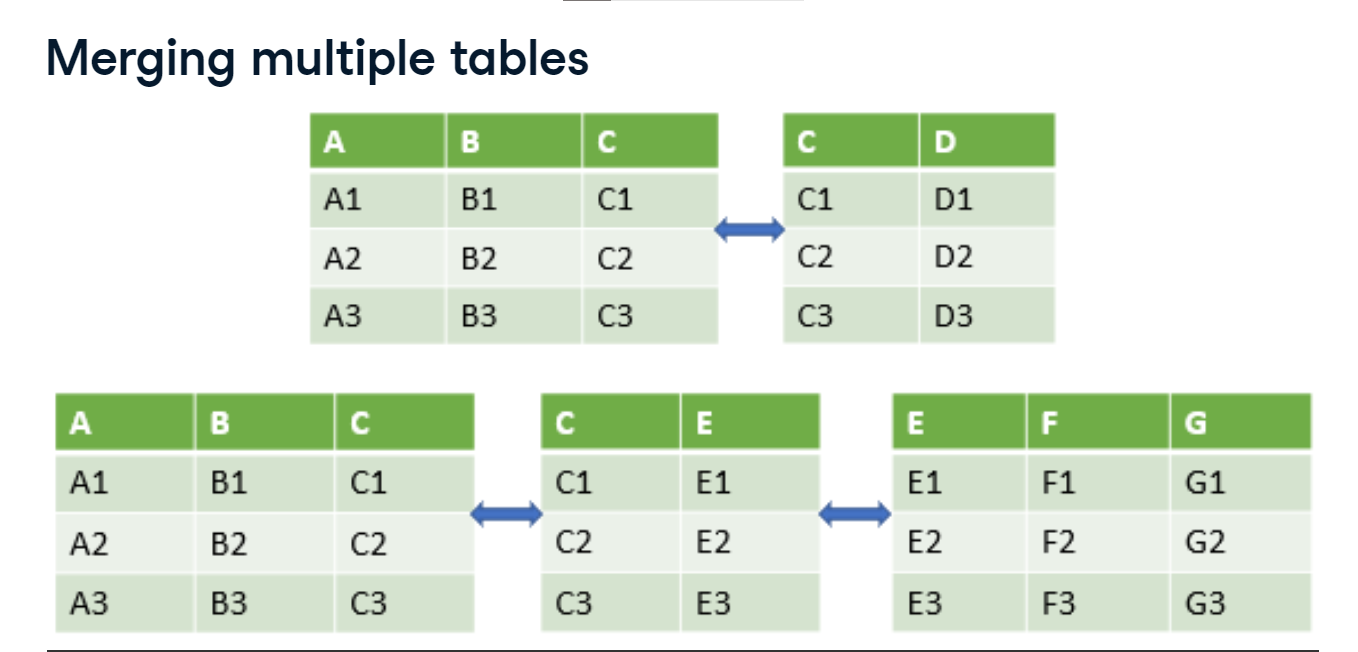 Merging multiple tables
A B C C D
A1 B1 C1 C1 D1
A2 B2 C2 C2 D2
A3 B3 C3 C3 D3
A B C C E E F G
A1 B1 C1 C1 E1 E1 F1 G1
A2 B2 C2 C2 E2 E2 F2 G2
A3 B3 C3 C3 E3 E3 F3 G3